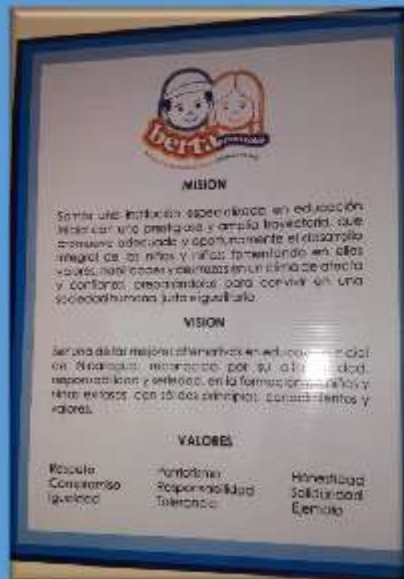 berta
MISION
Somos una institución especializada en educación
inicial con una prestigiosa y amplia trayectoria, que
promueve adecuada y oportunamente el desarrollo
integral de los niños y niñas fomentando en ellos
valores, habilidades y destrezas en un clima de afecto
y confianza, preparándolos para convivir en una
sociedad humana, justa e igualitaria
VISION
Ser una de las mejores alternativas en educación inicial
de Nicaragua, reconocida por su alta calidad,
responsabilidad y seriedad, en la formación de niños y
niñas exitosos, con sólidos principios, conocimientos y
valores.
VALORES
Respeto Patriotismo Honestidad
Compromiso Responsabilidad Solidaridad
Igualdad Tolerancia Ejemplo